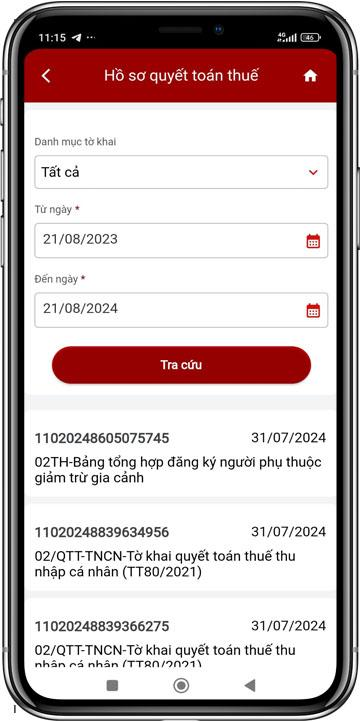 11:15
4G
46
Hồ sơ quyết toán thuế
Danh mục tờ khai
Tất cả
Từ ngày *
21/08/2023
Đến ngày *
21/08/2024
Tra cứu
11020248605075745 31/07/2024
02TH-Bảng tổng hợp đăng ký người phụ thuộc
giảm trừ gia cảnh
11020248839634956 31/07/2024
02/QTT-TNCN-Tờ khai quyết toán thuế thu
nhập cá nhân (TT80/2021)
11020248839366275 31/07/2024
02/QTT-TNCN-Tờ khai quyết toán thuế thu
nhập cá nhân (TT80/2021)